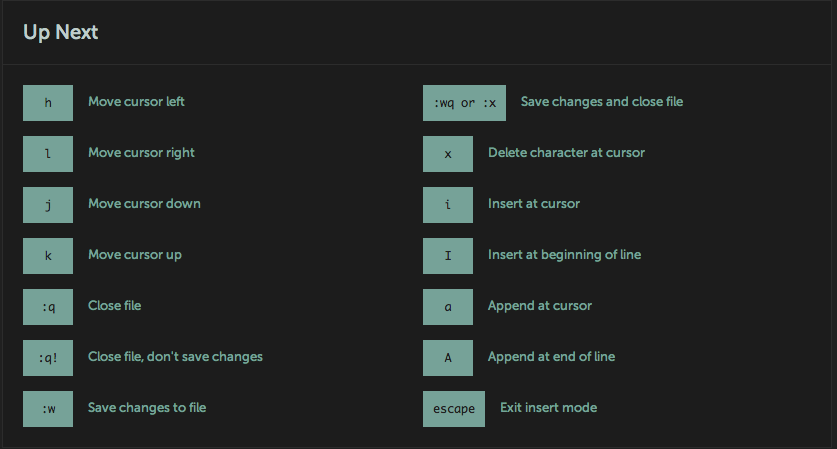 Up Next
h Move cursor left
l Move cursor right
j Move cursor down
k Move cursor up
:q Close file
:q! Close file, don't save changes
:w Save changes to file
:wq or :x Save changes and close file
x Delete character at cursor
i Insert at cursor
I Insert at beginning of line
a Append at cursor
A Append at end of line
escape Exit insert mode